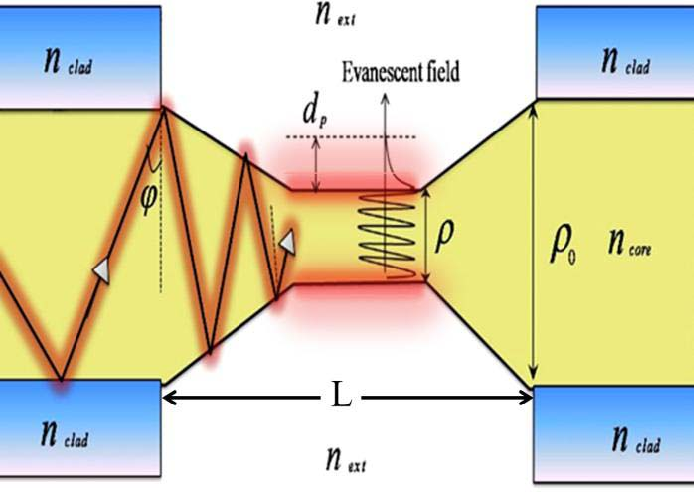 n ext
n clad
n clad
Evanescent field
d p
φ
ρ
ρ 0
n core
L
n clad
n clad
n ext